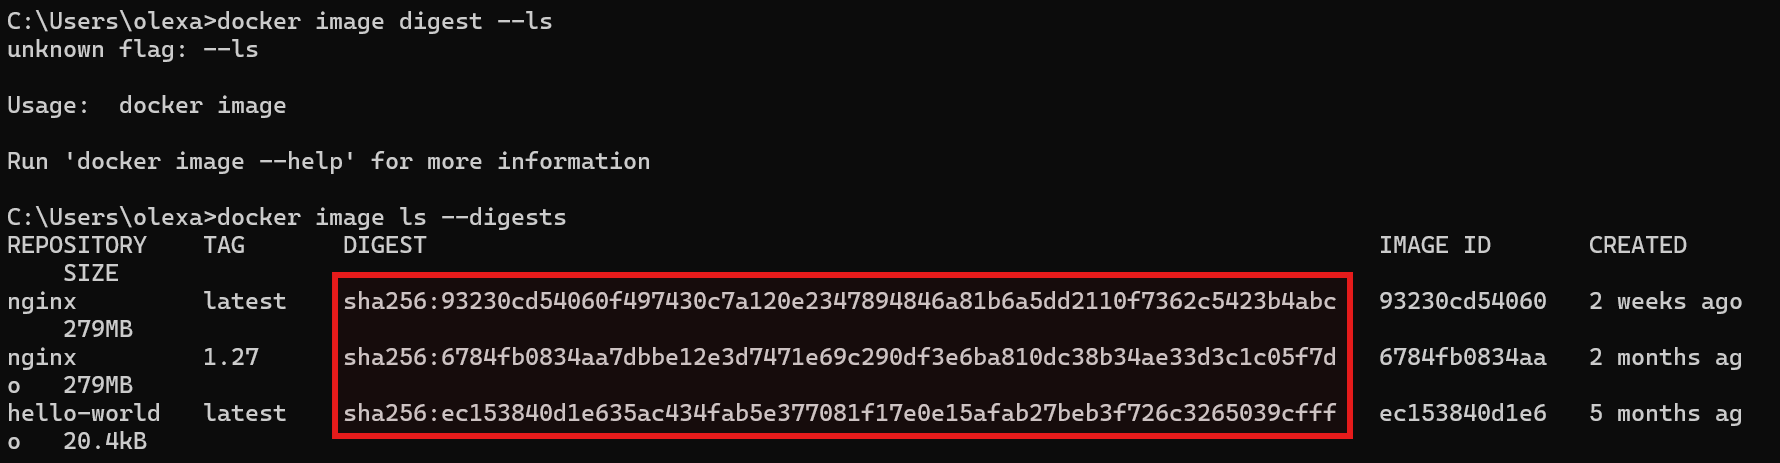 C:\Users\olexa>docker image digest --ls
unknown flag: --ls
Usage:  docker image
Run 'docker image --help' for more information
C:\Users\olexa>docker image ls --digests
REPOSITORY    TAG       DIGEST                                                                    IMAGE ID       CREATED
    SIZE
nginx         latest    sha256:93230cd54060f497430c7a120e2347894846a81b6a5dd2110f7362c5423b4abc   93230cd54060   2 weeks ago
    279MB
nginx         1.27      sha256:6784fb0834aa7dbbe12e3d7471e69c290df3e6ba810dc38b34ae33d3c1c05f7d   6784fb0834aa   2 months ag
o   279MB
hello-world   latest    sha256:ec153840d1e635ac434fab5e377081f17e0e15afab27beb3f726c3265039cfff   ec153840d1e6   5 months ag
o   20.4kB